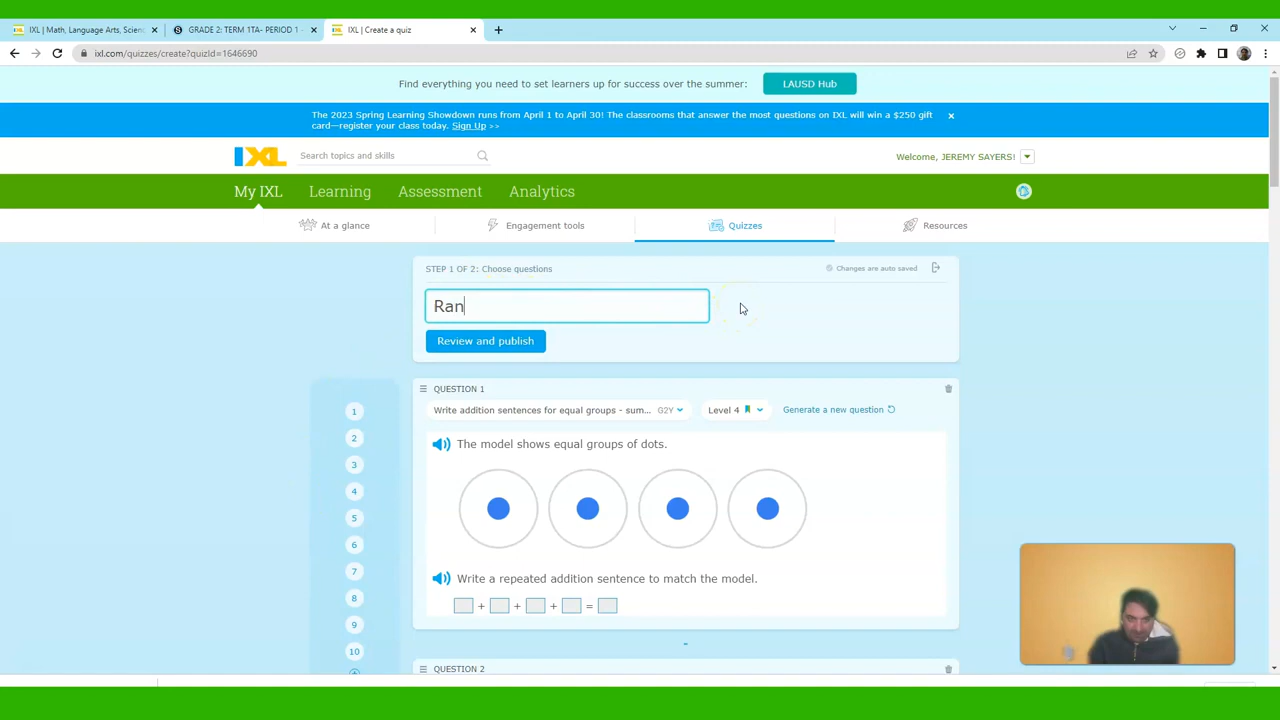 IXL | Math, Language Arts, Scien
GRADE 2: TERM 1TA- PERIOD 1 -
IXL | Create a quiz
ixl.com/quizzes/create?quizId=1646690
Find everything you need to set learners up for success over the summer:
LAUSD Hub
The 2023 Spring Learning Showdown runs from April 1 to April 30! The classrooms that answer the most questions on IXL will win a $250 gift
card—register your class today. Sign Up >>
IXL
Search topics and skills
Welcome, JEREMY SAYERS!
My IXL
Learning
Assessment
Analytics
At a glance
Engagement tools
Quizzes
Resources
STEP 1 OF 2: Choose questions
Changes are auto saved
Ran
Review and publish
QUESTION 1
Write addition sentences for equal groups - sum... G2Y
Level 4
Generate a new question
The model shows equal groups of dots.
Write a repeated addition sentence to match the model.
+ + + =
1
2
3
4
5
6
7
8
9
10
QUESTION 2